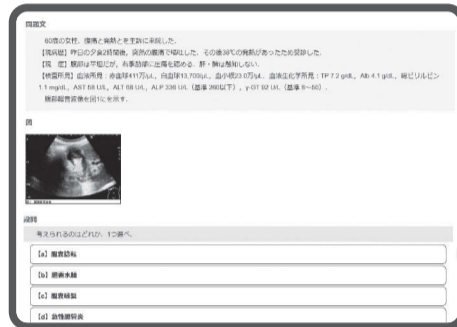 問題文
60歳の女性。腹痛と発熱とを主訴に来院した。
【現病歴】昨日の夕食2時間後，突然の腹痛で嘔吐した。その後38℃の発熱があったため受診した。
【現　症】腹部は平坦だが，右季肋部に圧痛を認める．肝・脾は触知しない．
【検査所見】血液所見：赤血球411万/μL，白血球13,700/μL，血小板23.0万/μL．血液生化学所見：TP 7.2 g/dL，Alb 4.1 g/dL，総ビリルビン
1.1 mg/dL，AST 58 U/L，ALT 68 U/L，ALP 336 U/L（基準 260以下），γ-GT 92 U/L（基準 8～50）．
腹部超音波像を図1にを示す．
図
設問
考えられるのはどれか．1つ選べ．
【a】胆嚢捻転
【b】胆嚢水腫
【c】胆嚢破裂
【d】急性胆管炎